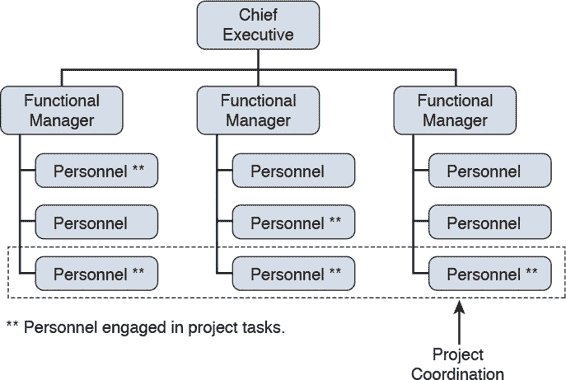 Chief
Executive
Functional
Manager
Functional
Manager
Functional
Manager
Personnel **
Personnel
Personnel
Personnel
Personnel **
Personnel
Personnel **
Personnel **
Personnel **
** Personnel engaged in project tasks.
Project
Coordination